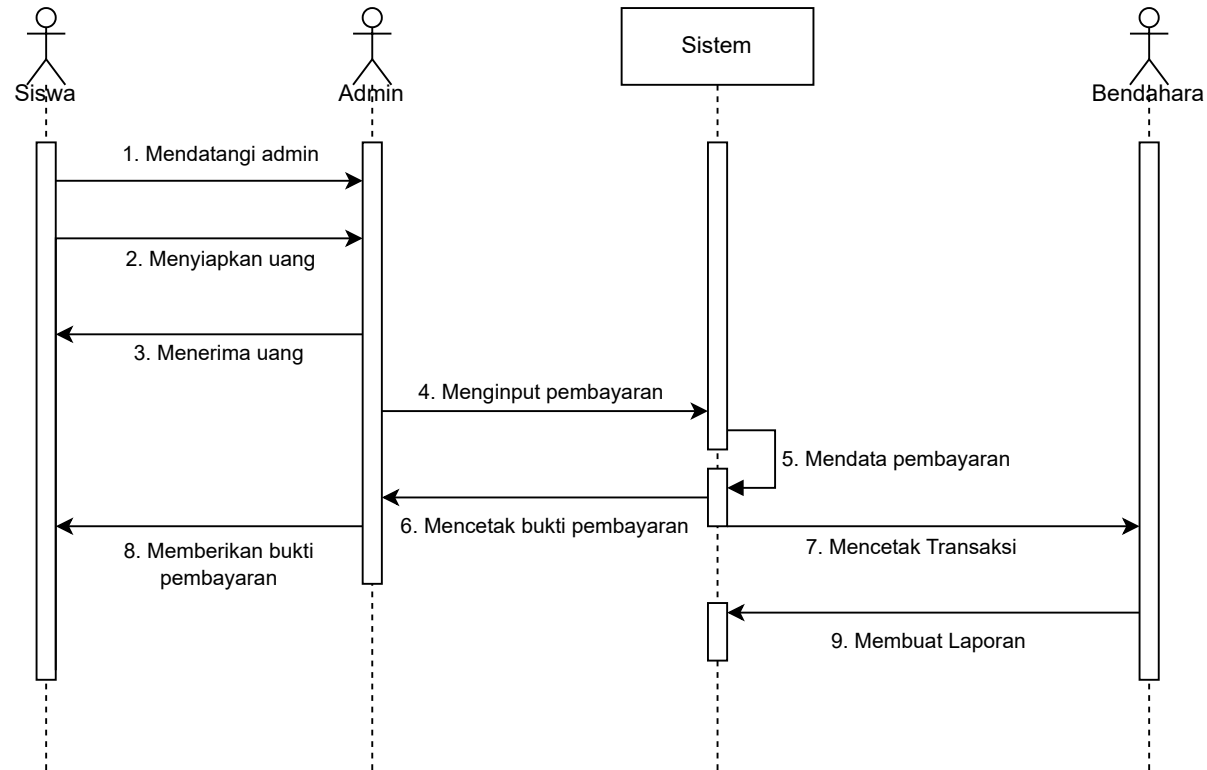 Siswa
Admin
Sistem
Bendahara
1. Mendatangi admin
2. Menyiapkan uang
3. Menerima uang
4. Menginput pembayaran
5. Mendata pembayaran
6. Mencetak bukti pembayaran
7. Mencetak Transaksi
8. Memberikan bukti
pembayaran
9. Membuat Laporan